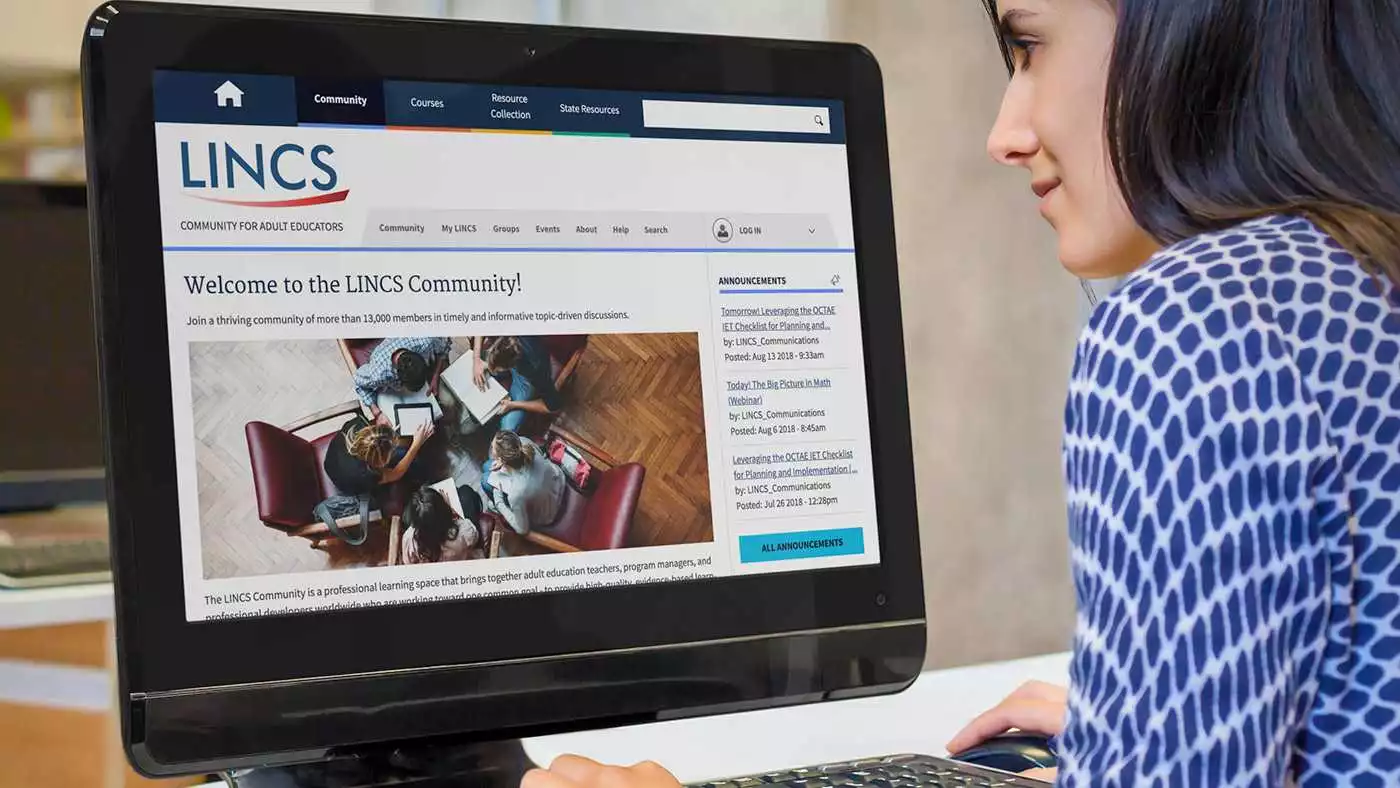 Community
Courses
Resource
Collection
State Resources
LINCS
COMMUNITY FOR ADULT EDUCATORS
Community
My LINCS
Groups
Events
About
Help
Search
LOG IN
Welcome to the LINCS Community!
Join a thriving community of more than 13,000 members in timely and informative topic-driven discussions.
The LINCS Community is a professional learning space that brings together adult education teachers, program managers, and
professional developers worldwide who are working toward one common goal - to provide high-quality, evidence-based learn
ANNOUNCEMENTS
Tomorrow! Leveraging the OCTAE
IET Checklist for Planning and...
by: LINCS_Communications
Posted: Aug 13 2018 - 9:33am
Today! The Big Picture in Math
(Webinar)
by: LINCS_Communications
Posted: Aug 6 2018 - 8:45am
Leveraging the OCTAE IET Checklist
for Planning and Implementation |...
by: LINCS_Communications
Posted: Jul 26 2018 - 12:28pm
ALL ANNOUNCEMENTS